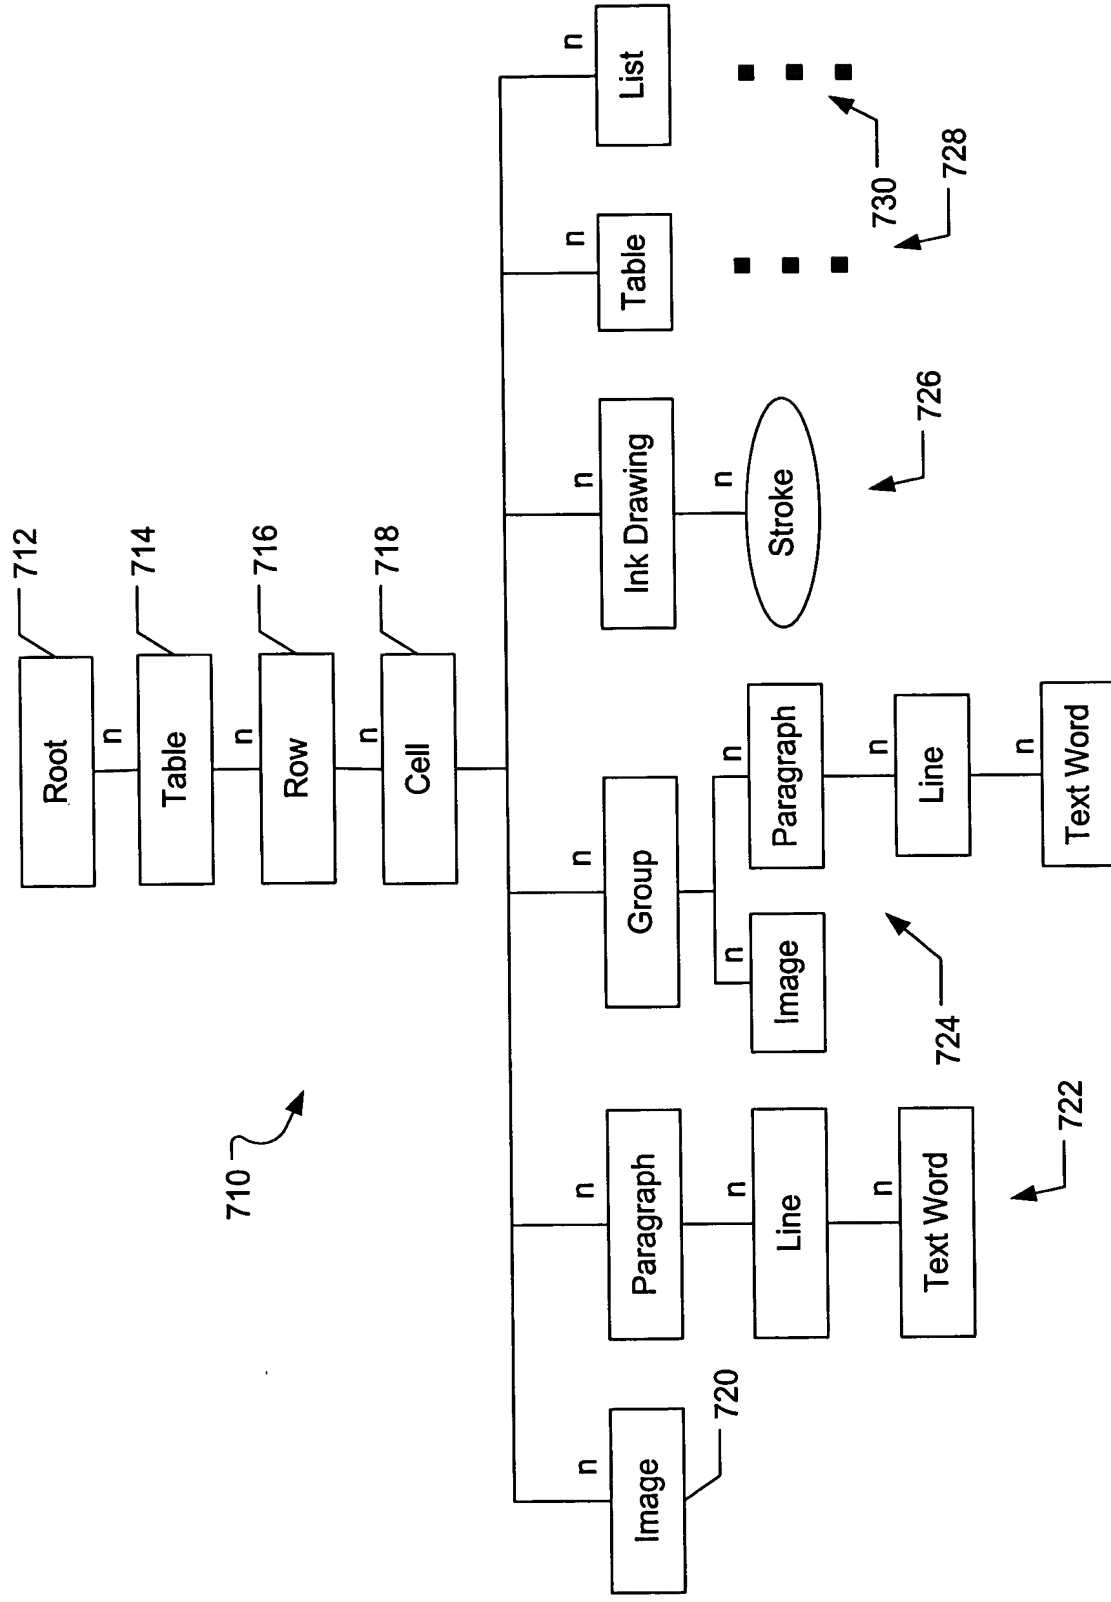 710
Root
712
n
Table
714
n
Row
716
n
Cell
718
n
Image
720
n
Paragraph
n
Line
n
Text Word
722
n
Group
n
Image
n
Paragraph
n
Line
n
Text Word
724
n
Ink Drawing
n
Stroke
726
n
Table
728
n
List
730